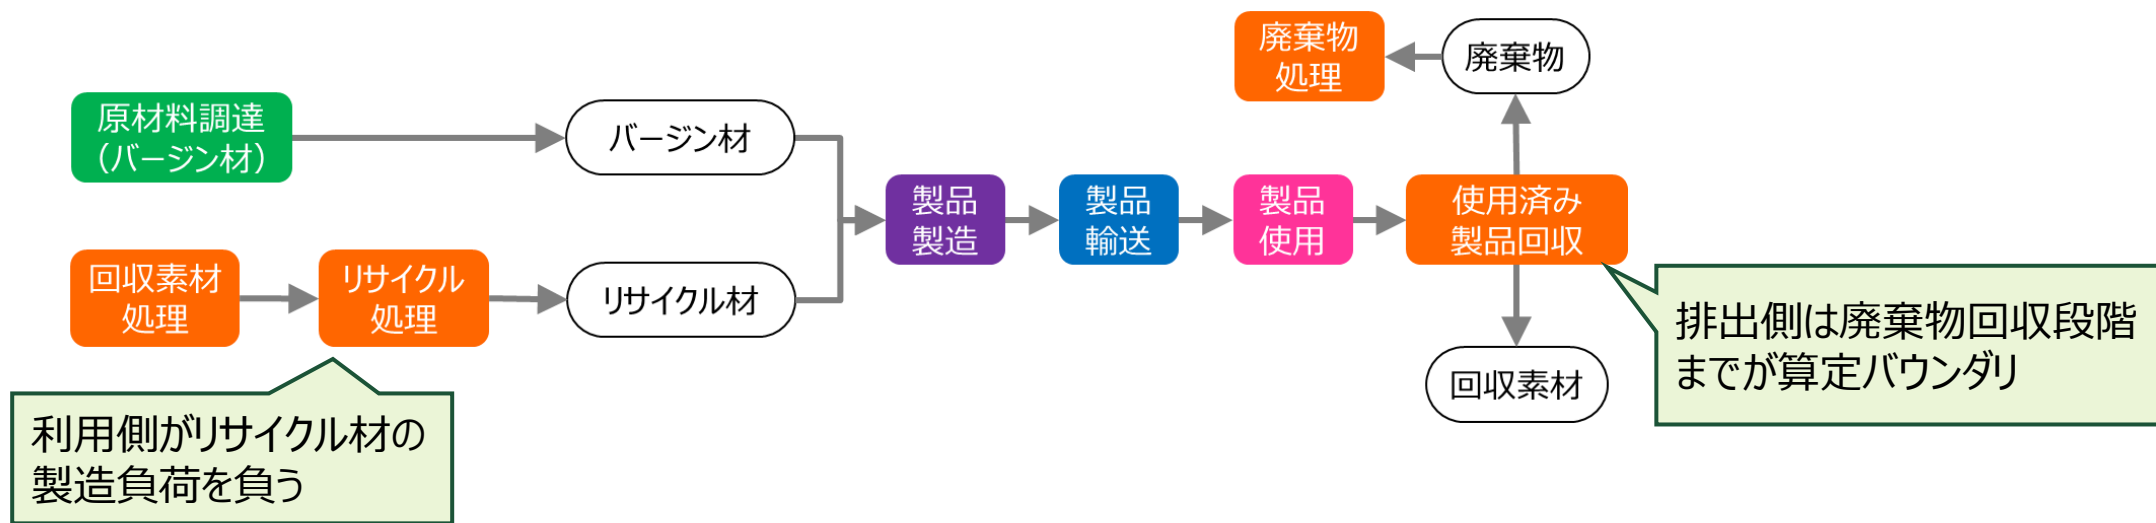 原材料調達
（バージン材）
バージン材
回収素材
処理
リサイクル
処理
リサイクル材
製品
製造
製品
輸送
製品
使用
使用済み
製品回収
廃棄物
廃棄物
処理
回収素材
利用側がリサイクル材の
製造負荷を負う
排出側は廃棄物回収段階
までが算定バウンダリ